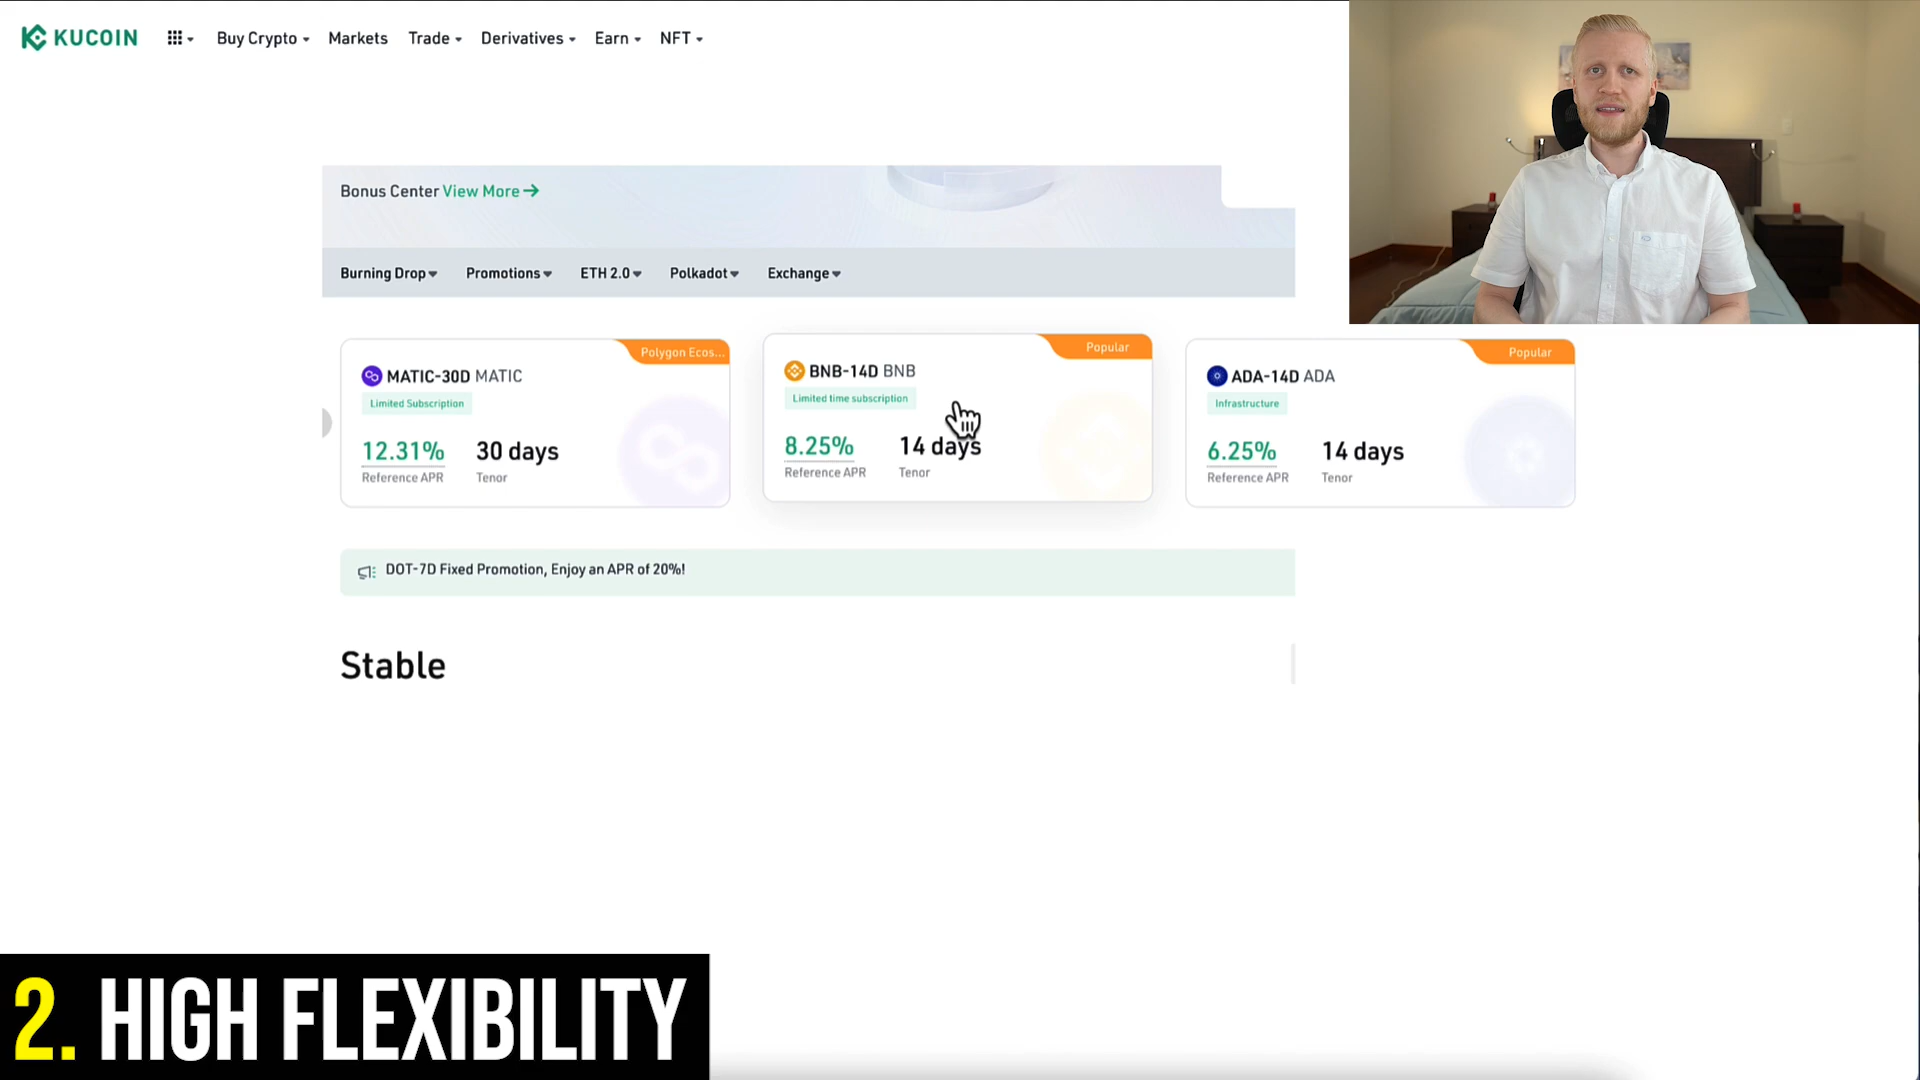 KUCOIN
Buy Crypto Markets Trade Derivatives Earn NFT
Bonus Center View More
Burning Drop Promotions ETH 2.0 Polkadot Exchange
Polygon Ecos...
MATIC-30D MATIC
Limited Subscription
12.31% 30 days
Reference APR Tenor
Popular
BNB-14D BNB
Limited time subscription
8.25% 14 days
Reference APR Tenor
Popular
ADA-14D ADA
Infrastructure
6.25% 14 days
Reference APR Tenor
DOT-7D Fixed Promotion, Enjoy an APR of 20%!
Stable
2. HIGH FLEXIBILITY